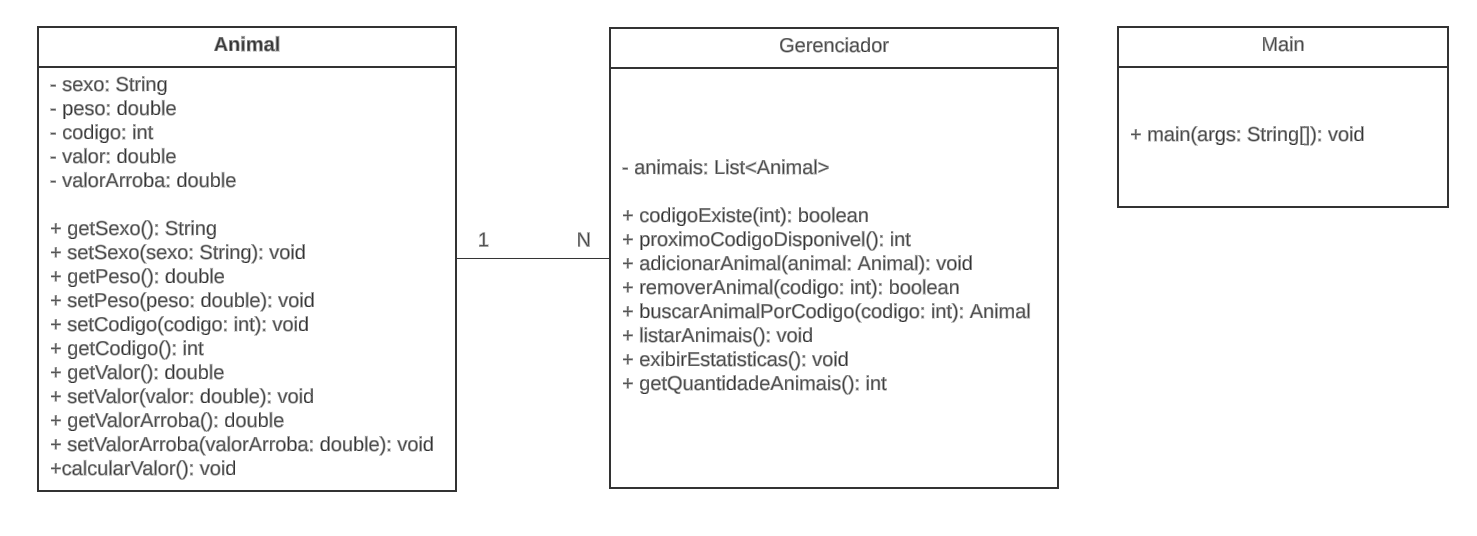 Animal
- sexo: String
- peso: double
- codigo: int
- valor: double
- valorArroba: double
+ getSexo(): String
+ setSexo(sexo: String): void
+ getPeso(): double
+ setPeso(peso: double): void
+ setCodigo(codigo: int): void
+ getCodigo(): int
+ getValor(): double
+ setValor(valor: double): void
+ getValorArroba(): double
+ setValorArroba(valorArroba: double): void
+calcularValor(): void
1
N
Gerenciador
- animais: List<Animal>
+ codigoExiste(int): boolean
+ proximoCodigoDisponivel(): int
+ adicionarAnimal(animal: Animal): void
+ removerAnimal(codigo: int): boolean
+ buscarAnimalPorCodigo(codigo: int): Animal
+ listarAnimais(): void
+ exibirEstatisticas(): void
+ getQuantidadeAnimais(): int
Main
+ main(args: String[]): void